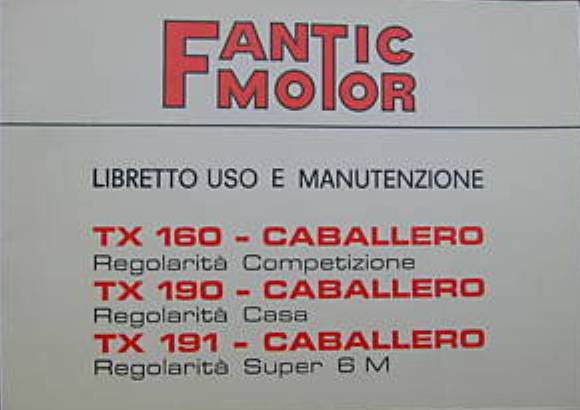 FANTIC
MOTOR
LIBRETTO USO E MANUTENZIONE
TX 160 - CABALLERO
Regolarità Competizione
TX 190 - CABALLERO
Regolarità Casa
TX 191 - CABALLERO
Regolarità Super 6 M